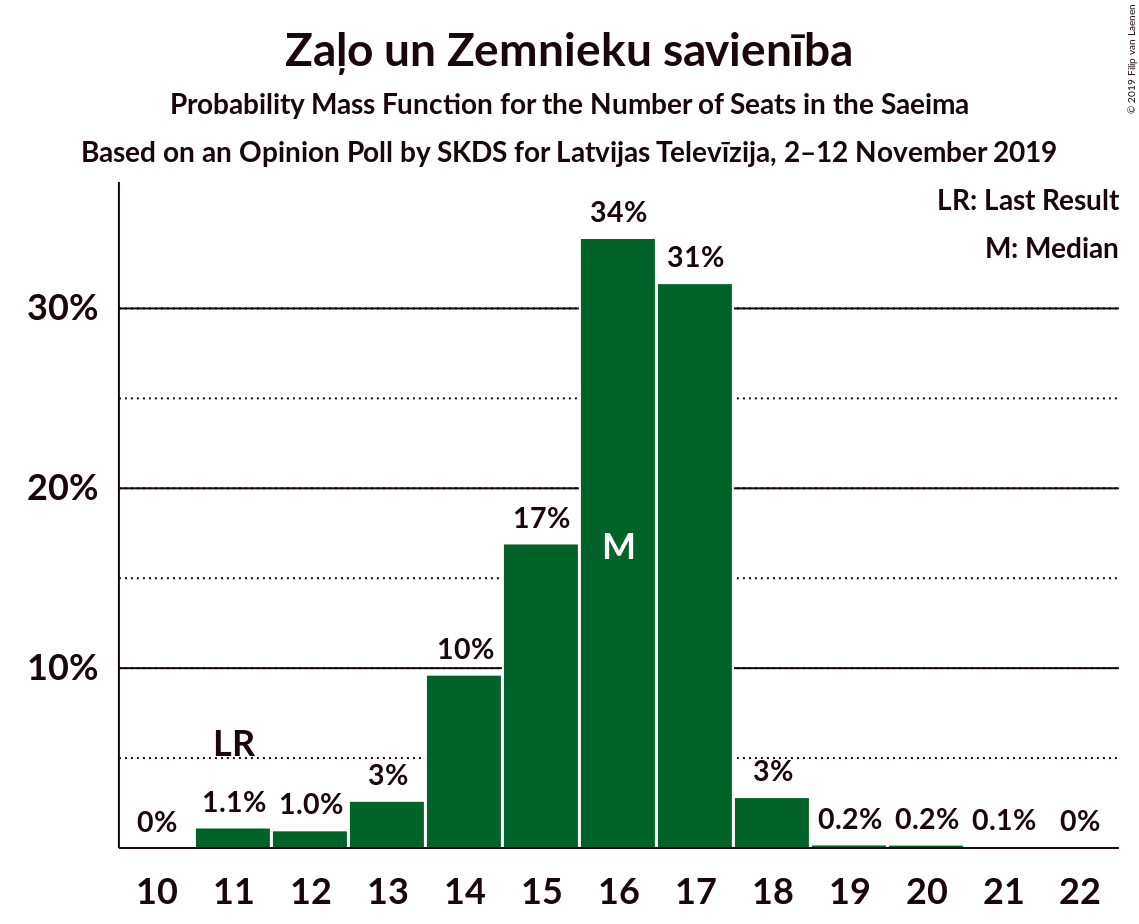 Zaļo un Zemnieku savienība
Probability Mass Function for the Number of Seats in the Saeima
Based on an Opinion Poll by SKDS for Latvijas Televīzija, 2–12 November 2019
© 2019 Filip van Laenen
LR: Last Result
M: Median
34%
31%
30%
20%
17%
M
10%
10%
LR
3%
3%
1.1%
1.0%
0%
0.2%
0.2%
0.1%
0%
10 11 12 13 14 15 16 17 18 19 20 21 22